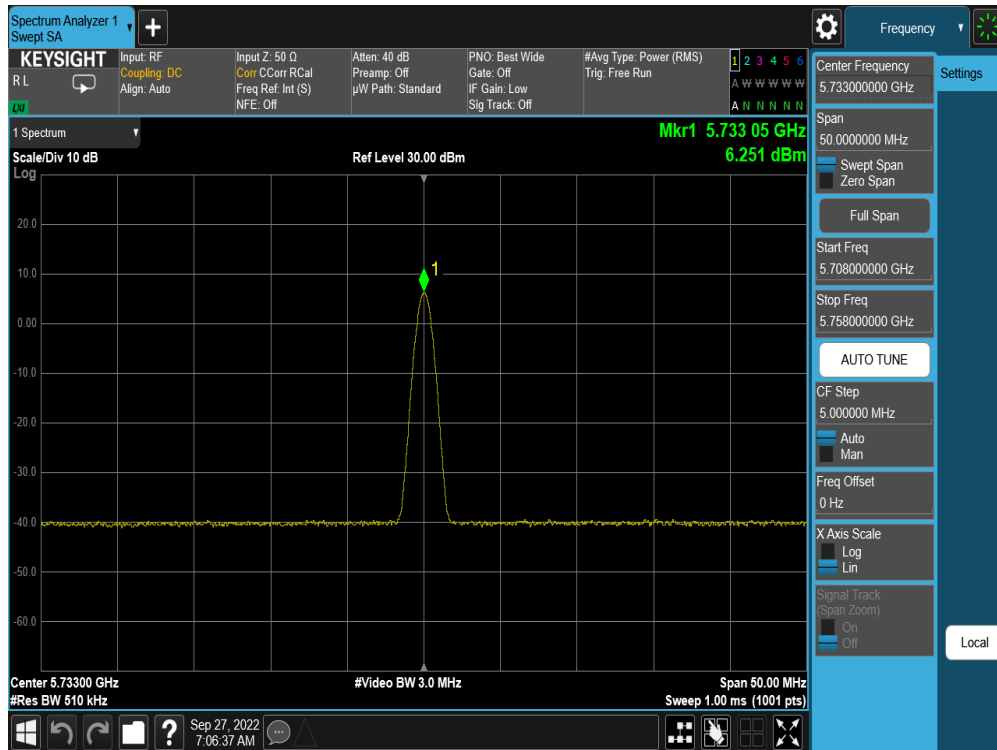 Spectrum Analyzer 1
Swept SA
+
Frequency
KEYSIGHT
R L
LXI
Input: RF
Coupling: DC
Align: Auto
Input Z: 50 Ω
Corr CCorr RCal
Freq Ref: Int (S)
NFE: Off
Atten: 40 dB
Preamp: Off
µW Path: Standard
PNO: Best Wide
Gate: Off
IF Gain: Low
Sig Track: Off
#Avg Type: Power (RMS)
Trig: Free Run
1 2 3 4 5 6
A W W W W W
A N N N N N
1 Spectrum
Scale/Div 10 dB
Log
Ref Level 30.00 dBm
Mkr1 5.733 05 GHz
6.251 dBm
1
20.0
10.0
0.00
-10.0
-20.0
-30.0
-40.0
-50.0
-60.0
Center 5.73300 GHz
#Res BW 510 kHz
#Video BW 3.0 MHz
Span 50.00 MHz
Sweep 1.00 ms (1001 pts)
Center Frequency
5.733000000 GHz
Span
50.0000000 MHz
Swept Span
Zero Span
Full Span
Start Freq
5.708000000 GHz
Stop Freq
5.758000000 GHz
AUTO TUNE
CF Step
5.000000 MHz
Auto
Man
Freq Offset
0 Hz
X Axis Scale
Log
Lin
Signal Track
(Span Zoom)
On
Off
Settings
Local
?
Sep 27, 2022
7:06:37 AM